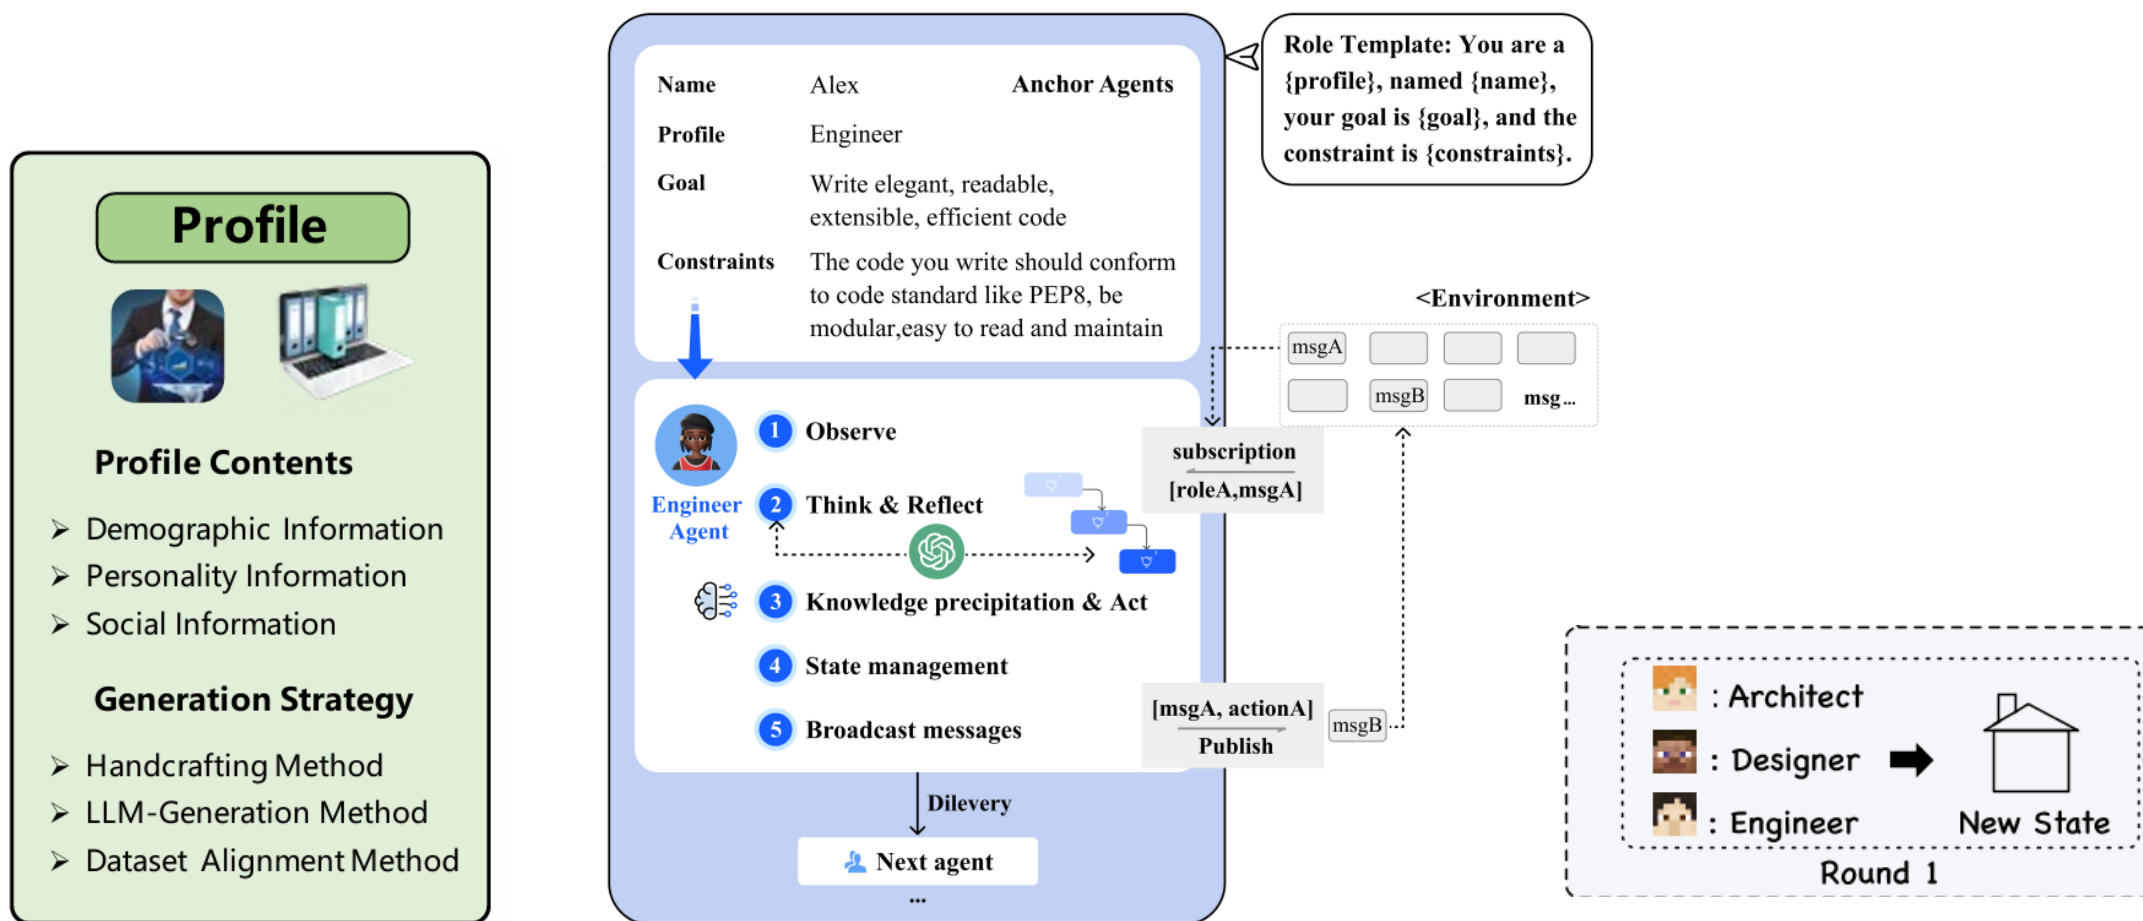 Profile
Profile Contents
➢ Demographic Information
➢ Personality Information
➢ Social Information
Generation Strategy
➢ Handcrafting Method
➢ LLM-Generation Method
➢ Dataset Alignment Method
Name Alex Anchor Agents
Profile Engineer
Goal Write elegant, readable,
extensible, efficient code
Constraints The code you write should conform
to code standard like PEP8, be
modular,easy to read and maintain
Engineer
Agent
1 Observe
2 Think & Reflect
3 Knowledge precipitation & Act
4 State management
5 Broadcast messages
Dilevery
Next agent
...
Role Template: You are a
{profile}, named {name},
your goal is {goal}, and the
constraint is {constraints}.
<Environment>
msgA
msgB msg...
subscription
[roleA,msgA]
[msgA, actionA]
Publish
msgB
: Architect
: Designer
: Engineer
New State
Round 1